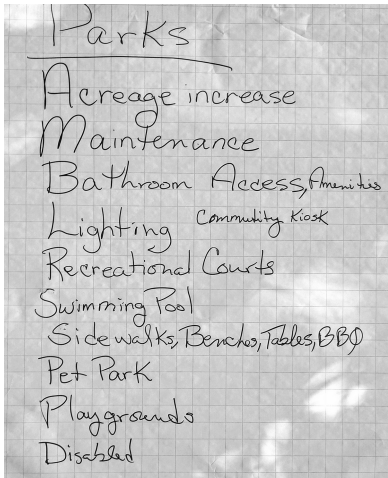 Parks
Acreage increase
Maintenance
Bathroom Access, Amenities
Lighting Community Kiosk
Recreational Courts
Swimming Pool
Sidewalks, Benches, Tables, BBQ
Pet Park
Playgrounds
Disabled